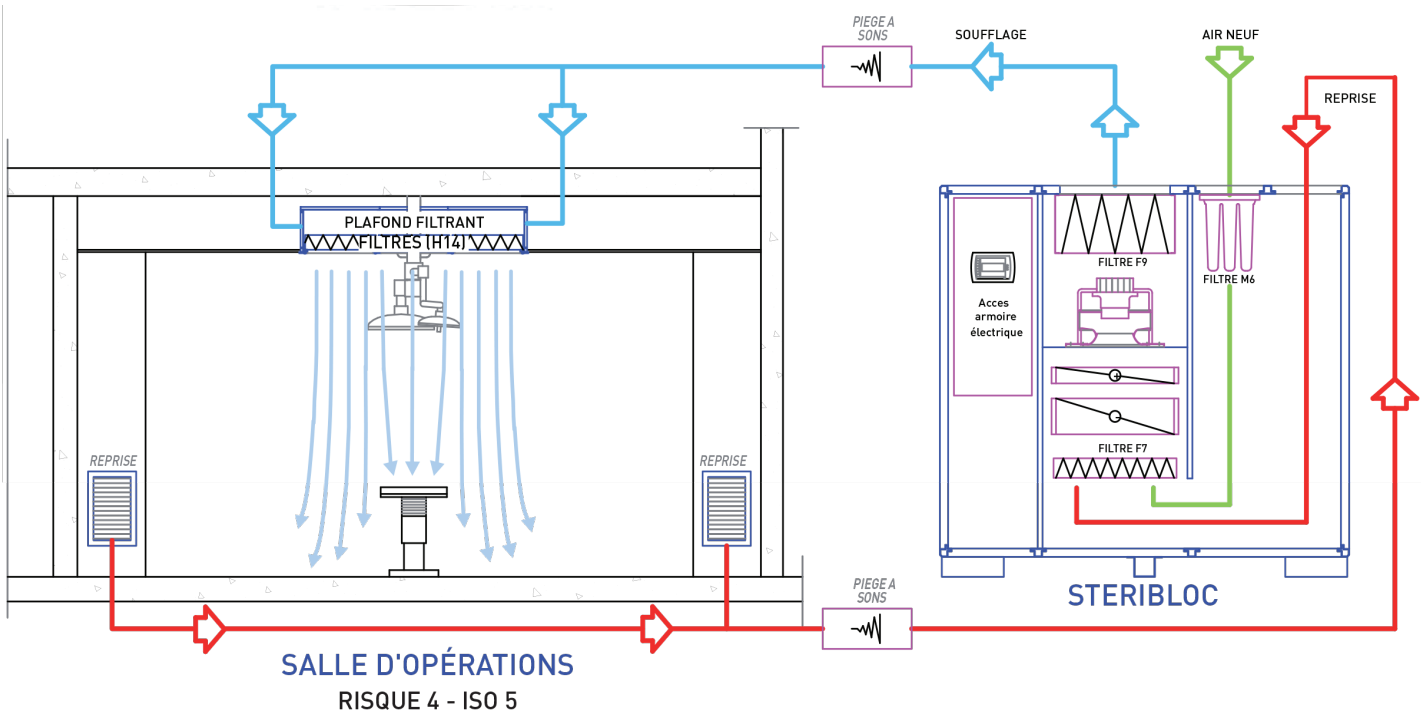 PIEGE A
SONS
SOUFFLAGE
AIR NEUF
REPRISE
PLAFOND FILTRANT
FILTRES (H14)
FILTRE F9
FILTRE M6
Acces
armoire
électrique
FILTRE F7
REPRISE
REPRISE
PIEGE A
SONS
STERIBLOC
SALLE D'OPÉRATIONS
RISQUE 4 - ISO 5